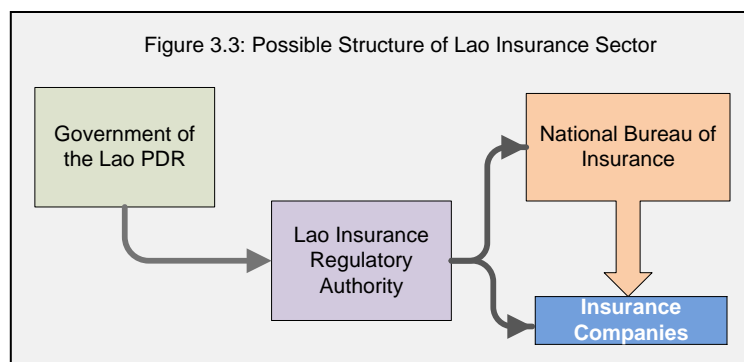 Figure 3.3: Possible Structure of Lao Insurance Sector
Government of
the Lao PDR
National Bureau of
Insurance
Lao Insurance
Regulatory
Authority
Insurance
Companies